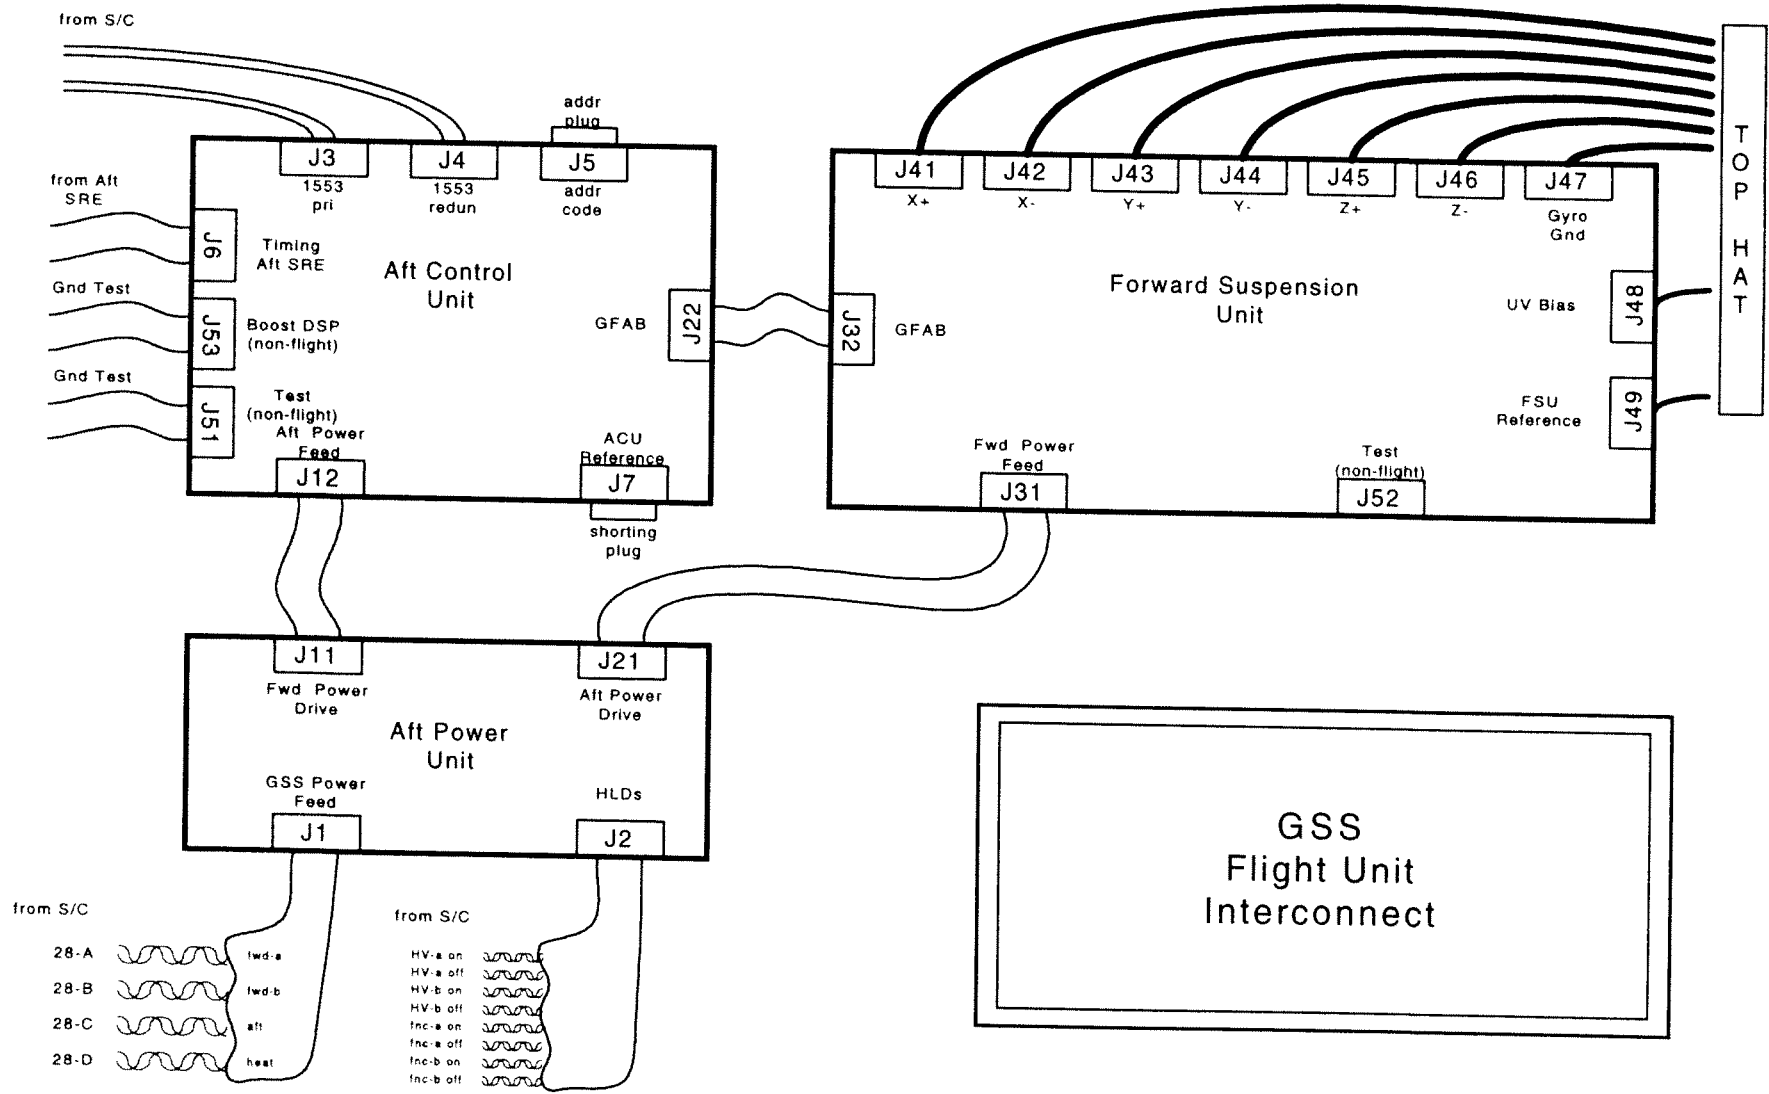 from S/C
J3
1553
pri
J4
1553
redun
addr
plug
J5
addr
code
from Aft
SRE
J6
Timing
Aft SRE
Gnd Test
J53
Boost DSP
(non-flight)
Gnd Test
J51
Test
(non-flight)
Aft Control
Unit
GFAB
J22
Aft Power
Feed
J12
ACU
Reference
J7
shorting
plug
J41
X+
J42
X-
J43
Y+
J44
Y-
J45
Z+
J46
Z-
J47
Gyro
Gnd
TOP HAT
J32
GFAB
Forward Suspension
Unit
UV Bias
J48
FSU
Reference
J49
Fwd Power
Feed
J31
Test
(non-flight)
J52
J11
Fwd Power
Drive
J21
Aft Power
Drive
Aft Power
Unit
GSS Power
Feed
J1
HLDs
J2
from S/C
28-A
fwd-a
28-B
fwd-b
28-C
aft
28-D
heat
from S/C
HV-a on
HV-a off
HV-b on
HV-b off
fnc-a on
fnc-a off
fnc-b on
fnc-b off
GSS
Flight Unit
Interconnect